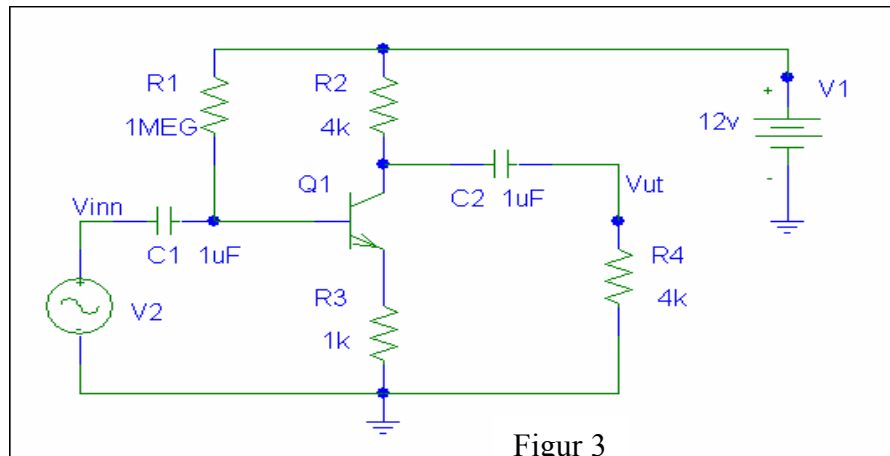 R1
1MEG
R2
4k
+
V1
12v
-
Q1
Vinn
C1
1uF
C2
1uF
Vut
V2
R3
1k
R4
4k
Figur 3